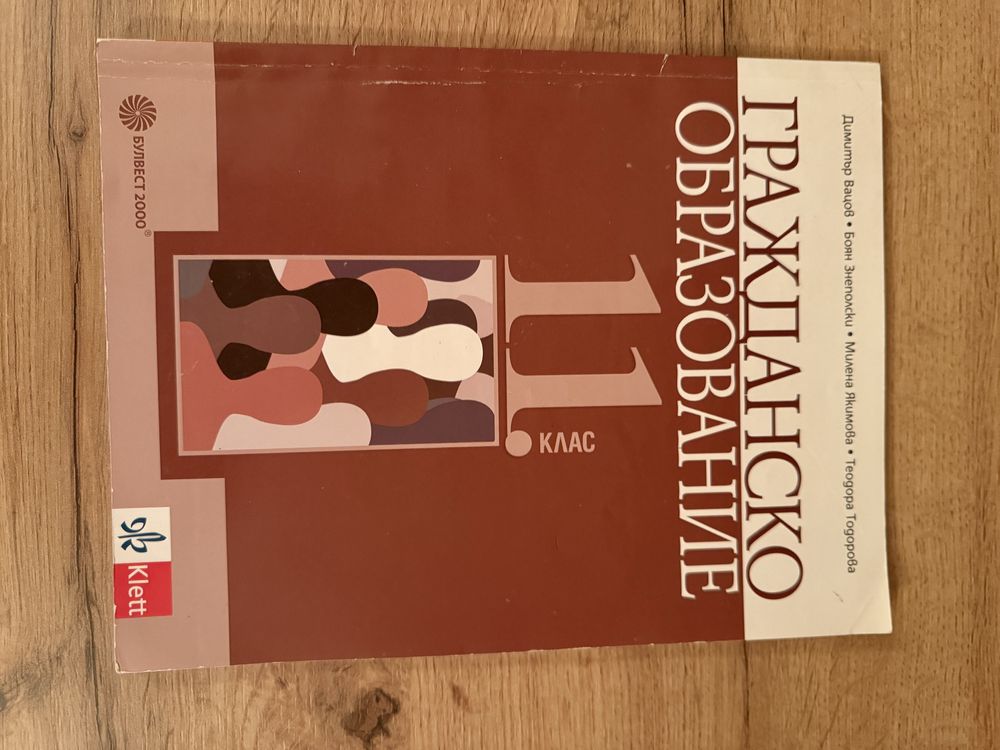 Димитър Вацов • Боян Знеполски • Милена Якимова • Теодора Тодорова
ГРАЖДАНСКО
ОБРАЗОВАНИЕ
11.
КЛАС
БУЛВЕСТ 2000®
Klett